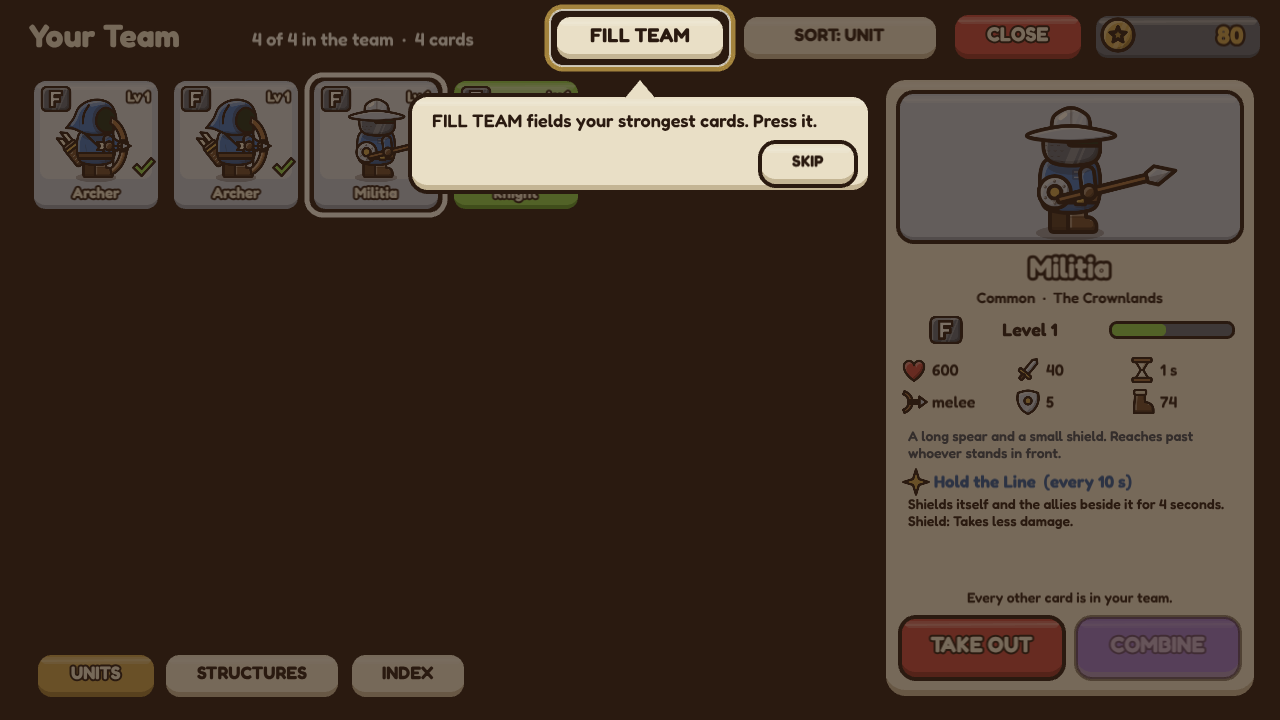 Your Team
4 of 4 in the team · 4 cards
FILL TEAM
SORT: UNIT
CLOSE
80
F Lv1
F Lv1
F
FILL TEAM fields your strongest cards. Press it.
SKIP
Archer
Archer
Militia
Knight
Militia
Common · The Crownlands
F Level 1
600 40 1 s
melee 5 74
A long spear and a small shield. Reaches past
whoever stands in front.
Hold the Line (every 10 s)
Shields itself and the allies beside it for 4 seconds.
Shield: Takes less damage.
Every other card is in your team.
TAKE OUT
COMBINE
UNITS
STRUCTURES
INDEX